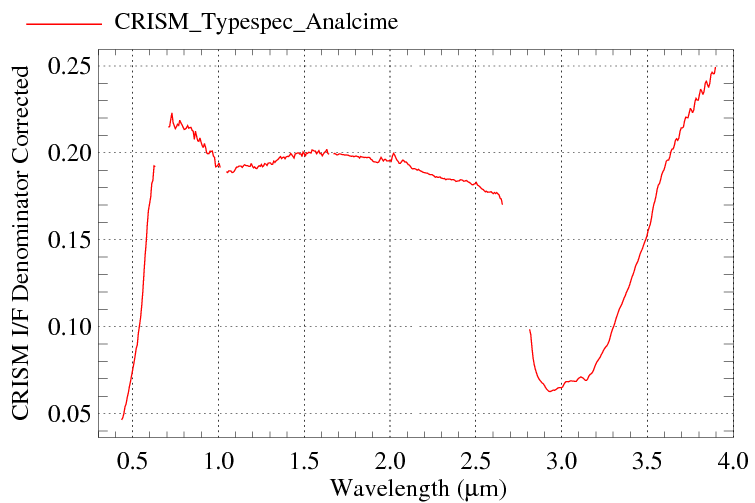 CRISM_Typespec_Analcime
CRISM I/F Denominator Corrected
0.25
0.20
0.15
0.10
0.05
0.5 1.0 1.5 2.0 2.5 3.0 3.5 4.0
Wavelength (μm)